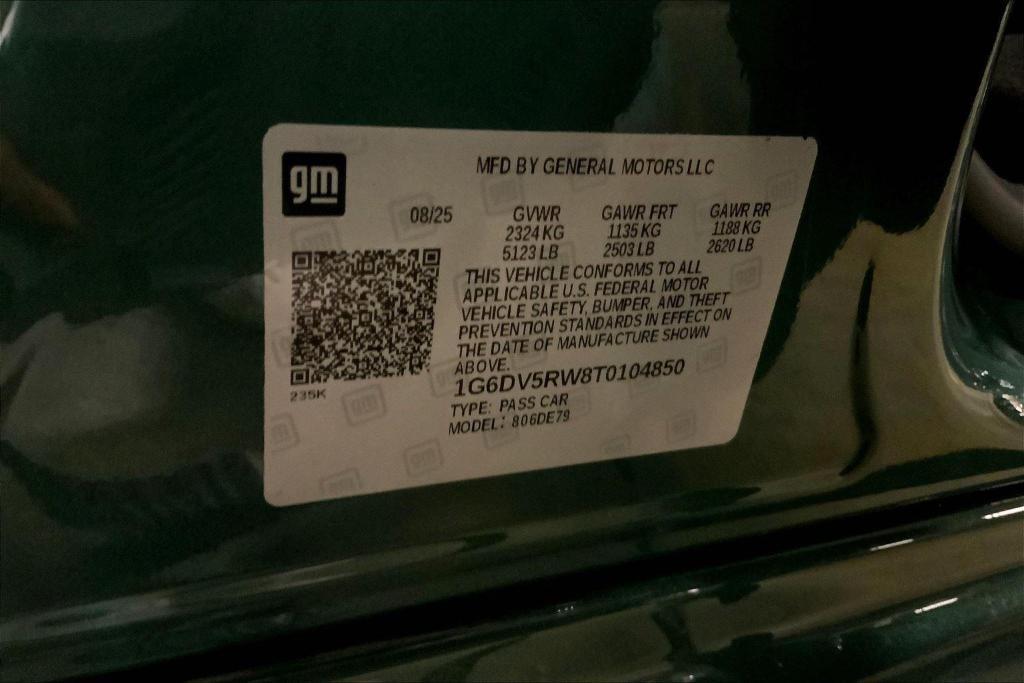 gm
MFD BY GENERAL MOTORS LLC
08/25 GVWR GAWR FRT GAWR RR
2324 KG 1135 KG 1188 KG
5123 LB 2503 LB 2620 LB
THIS VEHICLE CONFORMS TO ALL
APPLICABLE U.S. FEDERAL MOTOR
VEHICLE SAFETY, BUMPER, AND THEFT
PREVENTION STANDARDS IN EFFECT ON
THE DATE OF MANUFACTURE SHOWN
ABOVE.
1G6DV5RW8T0104850
235K
TYPE: PASS CAR
MODEL: 806DE79